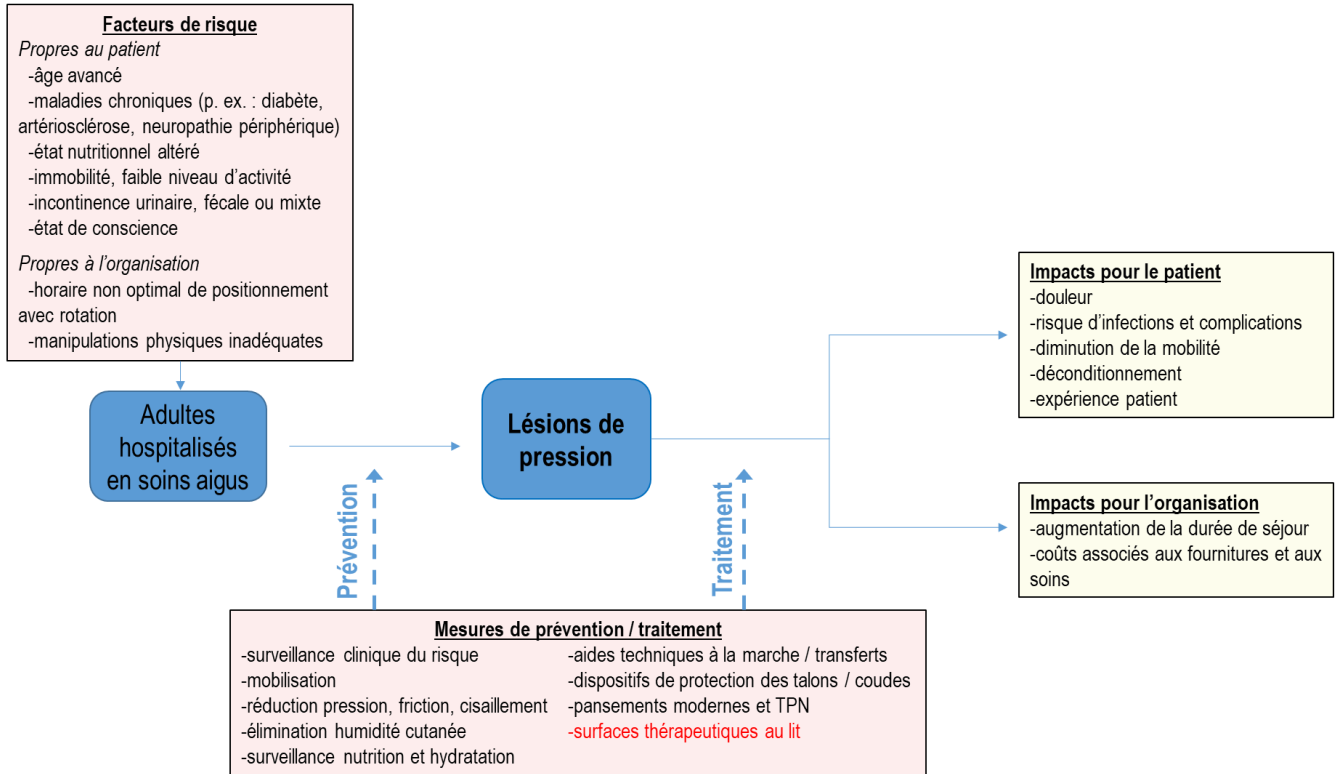 Facteurs de risque
Propres au patient
-âge avancé
-maladies chroniques (p. ex. : diabète,
artériosclérose, neuropathie périphérique)
-état nutritionnel altéré
-immobilité, faible niveau d’activité
-incontinence urinaire, fécale ou mixte
-état de conscience
Propres à l’organisation
-horaire non optimal de positionnement
avec rotation
-manipulations physiques inadéquates
Adultes
hospitalisés
en soins aigus
Lésions de
pression
Impacts pour le patient
-douleur
-risque d’infections et complications
-diminution de la mobilité
-déconditionnement
-expérience patient
Impacts pour l’organisation
-augmentation de la durée de séjour
-coûts associés aux fournitures et aux
soins
Prévention
Traitement
Mesures de prévention / traitement
-surveillance clinique du risque
-mobilisation
-réduction pression, friction, cisaillement
-élimination humidité cutanée
-surveillance nutrition et hydratation
-aides techniques à la marche / transferts
-dispositifs de protection des talons / coudes
-pansements modernes et TPN
-surfaces thérapeutiques au lit